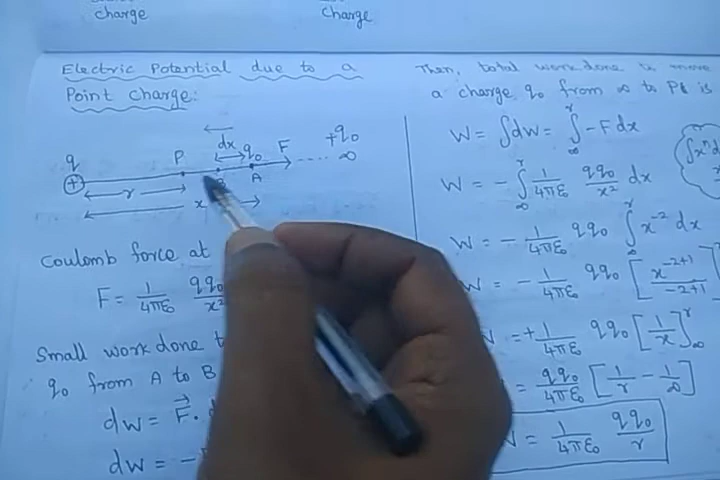 charge
charge
Electric Potential due to a
Point charge:
dx
q₀
F
+q₀
q
P
A
∞
r
x
Coulomb force at
F = 1/4πε₀ qq₀/x²
Small work done
q₀ from A to B
dw = F⃗.
dw = -
Then, total work done to move
a charge q₀ from ∞ to Pt is
W = ∫dw = ∫_∞^r -Fdx
W = - ∫_∞^r 1/4πε₀ qq₀/x² dx
W = - 1/4πε₀ qq₀ ∫_∞^r x⁻² dx
W = - 1/4πε₀ qq₀ [x⁻²⁺¹/-2+1]
= +1/4πε₀ qq₀ [1/x]_∞^r
= qq₀/4πε₀ [1/r - 1/∞]
= 1/4πε₀ qq₀/r